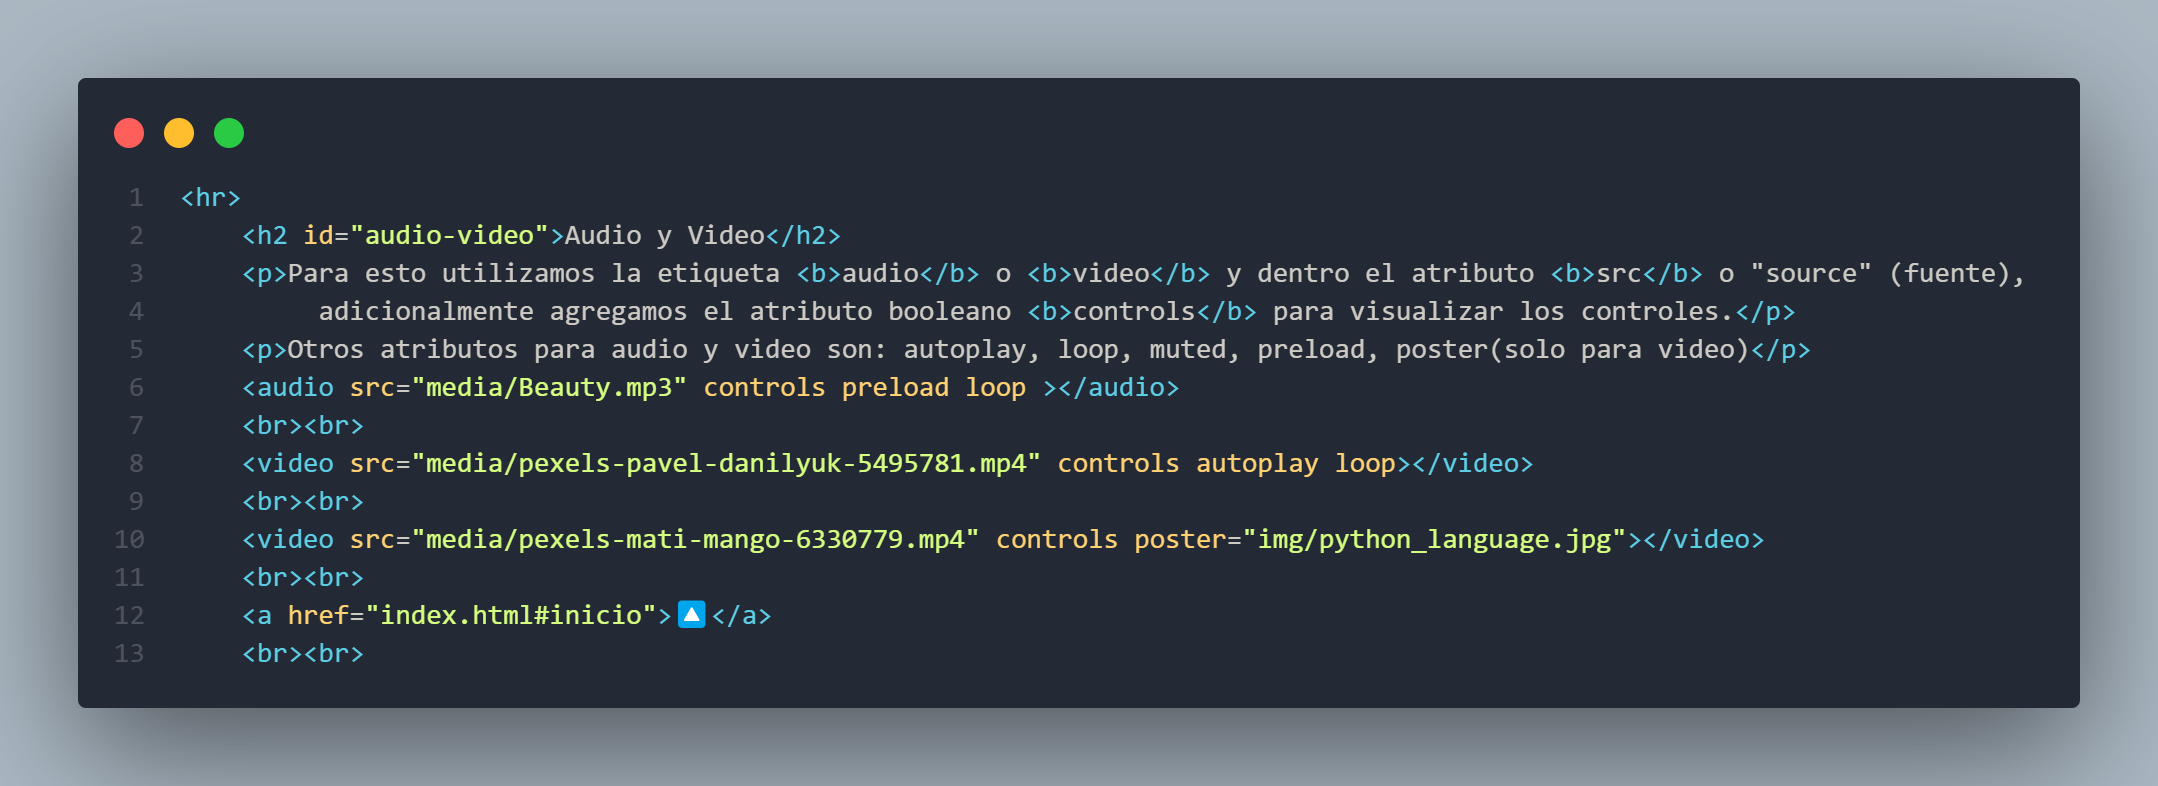 1 <hr>
2     <h2 id="audio-video">Audio y Video</h2>
3     <p>Para esto utilizamos la etiqueta <b>audio</b> o <b>video</b> y dentro el atributo <b>src</b> o "source" (fuente),
4          adicionalmente agregamos el atributo booleano <b>controls</b> para visualizar los controles.</p>
5     <p>Otros atributos para audio y video son: autoplay, loop, muted, preload, poster(solo para video)</p>
6     <audio src="media/Beauty.mp3" controls preload loop ></audio>
7     <br><br>
8     <video src="media/pexels-pavel-danilyuk-5495781.mp4" controls autoplay loop></video>
9     <br><br>
10     <video src="media/pexels-mati-mango-6330779.mp4" controls poster="img/python_language.jpg"></video>
11     <br><br>
12     <a href="index.html#inicio">🔼</a>
13     <br><br>